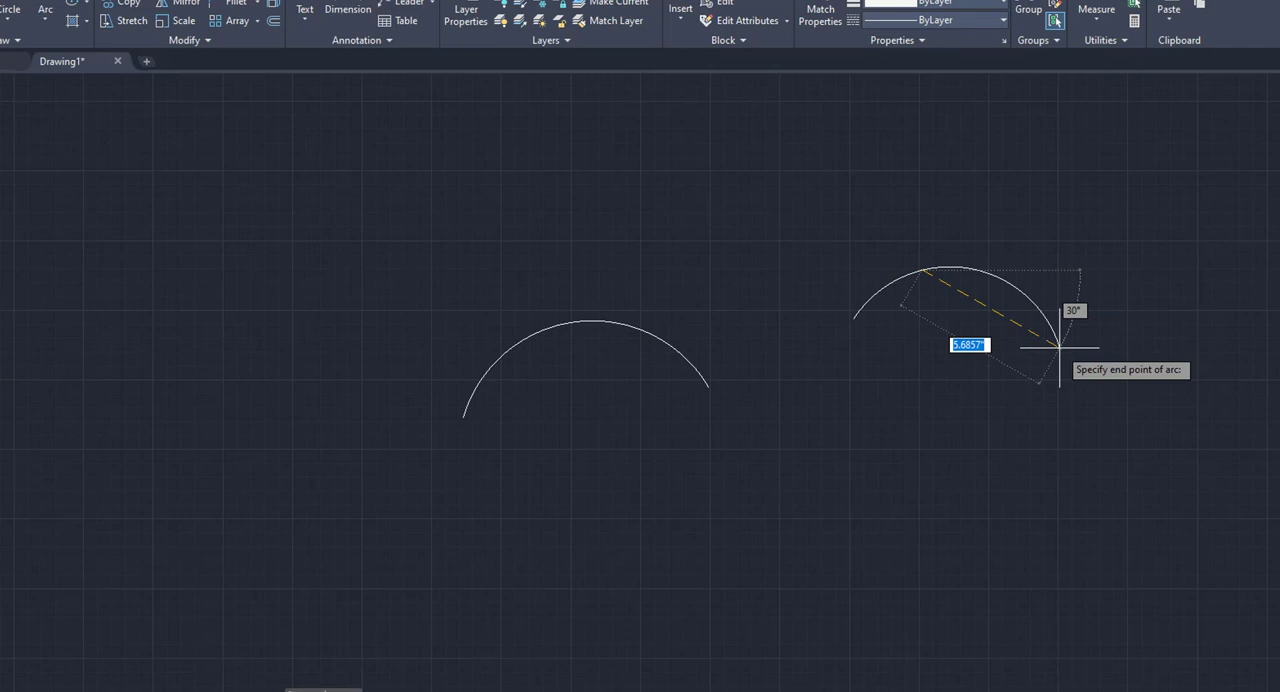 Copy Mirror Fillet
Leader
Edit
Make Current
ByLayer
Circle Arc Stretch Scale Array Text Dimension Table Layer Properties Match Layer Insert Edit Attributes Match Properties ByLayer Group Measure Paste
Modify Annotation Layers Block Properties Groups Utilities Clipboard
Drawing1*
30°
5.6857"
Specify end point of arc: